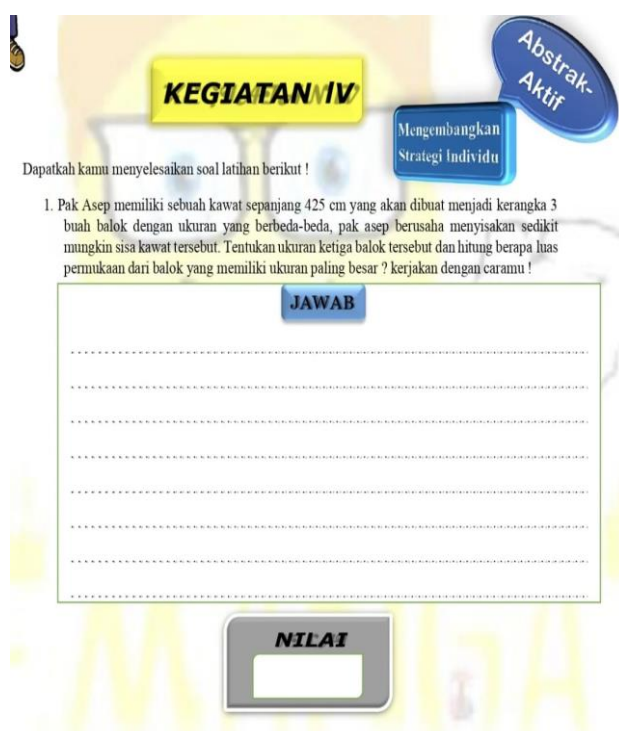 KEGIATAN IV
Abstrak-
Aktif
Mengembangkan
Strategi Individu
Dapatkah kamu menyelesaikan soal latihan berikut !
1. Pak Asep memiliki sebuah kawat sepanjang 425 cm yang akan dibuat menjadi kerangka 3
buah balok dengan ukuran yang berbeda-beda, pak asep berusaha menyisakan sedikit
mungkin sisa kawat tersebut. Tentukan ukuran ketiga balok tersebut dan hitung berapa luas
permukaan dari balok yang memiliki ukuran paling besar ? kerjakan dengan caramu !
JAWAB
NILAI